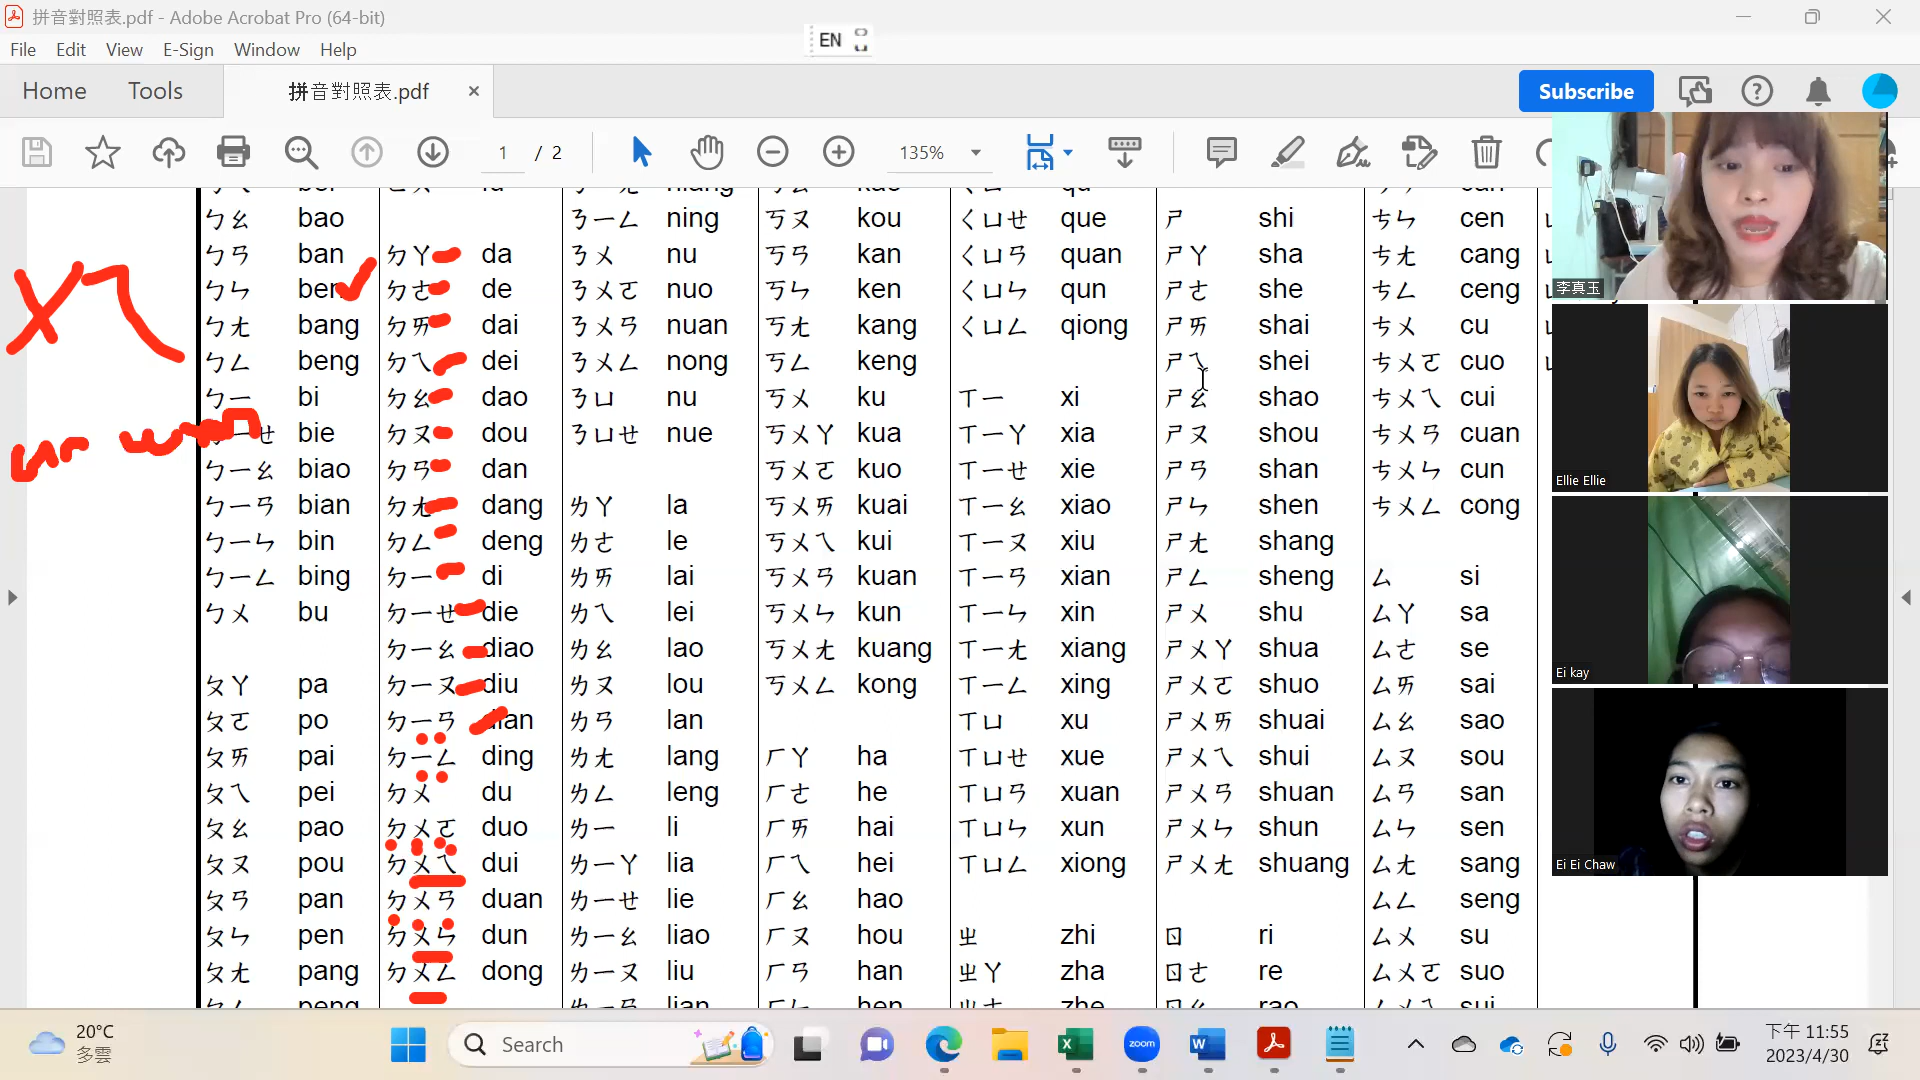 拼音對照表.pdf - Adobe Acrobat Pro (64-bit)
File Edit View E-Sign Window Help
EN
Home Tools 拼音對照表.pdf × Subscribe
1 / 2 135%
ㄅㄠ bao ㄋㄧㄥ ning ㄎㄡ kou ㄑㄩㄝ que ㄕ shi ㄘㄣ cen
ㄅㄢ ban ㄉㄚ da ㄋㄨ nu ㄎㄢ kan ㄑㄩㄢ quan ㄕㄚ sha ㄘㄤ cang
ㄅㄣ ben ㄉㄜ de ㄋㄨㄛ nuo ㄎㄣ ken ㄑㄩㄣ qun ㄕㄜ she ㄘㄥ ceng
ㄅㄤ bang ㄉㄞ dai ㄋㄨㄢ nuan ㄎㄤ kang ㄑㄩㄥ qiong ㄕㄞ shai ㄘㄨ cu
ㄅㄥ beng ㄉㄟ dei ㄋㄨㄥ nong ㄎㄥ keng ㄕㄟ shei ㄘㄨㄛ cuo
ㄅㄧ bi ㄉㄠ dao ㄋㄩ nu ㄎㄨ ku ㄒㄧ xi ㄕㄠ shao ㄘㄨㄟ cui
ㄅㄧㄝ bie ㄉㄡ dou ㄋㄩㄝ nue ㄎㄨㄚ kua ㄒㄧㄚ xia ㄕㄡ shou ㄘㄨㄢ cuan
ㄅㄧㄠ biao ㄉㄢ dan ㄎㄨㄛ kuo ㄒㄧㄝ xie ㄕㄢ shan ㄘㄨㄣ cun
ㄅㄧㄢ bian ㄉㄤ dang ㄌㄚ la ㄎㄨㄞ kuai ㄒㄧㄠ xiao ㄕㄣ shen ㄘㄨㄥ cong
ㄅㄧㄣ bin ㄉㄥ deng ㄌㄜ le ㄎㄨㄟ kui ㄒㄧㄡ xiu ㄕㄤ shang
ㄅㄧㄥ bing ㄉㄧ di ㄌㄞ lai ㄎㄨㄢ kuan ㄒㄧㄢ xian ㄕㄥ sheng ㄙ si
ㄅㄨ bu ㄉㄧㄝ die ㄌㄟ lei ㄎㄨㄣ kun ㄒㄧㄣ xin ㄕㄨ shu ㄙㄚ sa
ㄉㄧㄠ diao ㄌㄠ lao ㄎㄨㄤ kuang ㄒㄧㄤ xiang ㄕㄨㄚ shua ㄙㄜ se
ㄆㄚ pa ㄉㄧㄡ diu ㄌㄡ lou ㄎㄨㄥ kong ㄒㄧㄥ xing ㄕㄨㄛ shuo ㄙㄞ sai
ㄆㄛ po ㄉㄧㄢ dian ㄌㄢ lan ㄒㄩ xu ㄕㄨㄞ shuai ㄙㄠ sao
ㄆㄞ pai ㄉㄧㄥ ding ㄌㄤ lang ㄏㄚ ha ㄒㄩㄝ xue ㄕㄨㄟ shui ㄙㄡ sou
ㄆㄟ pei ㄉㄨ du ㄌㄥ leng ㄏㄜ he ㄒㄩㄢ xuan ㄕㄨㄢ shuan ㄙㄢ san
ㄆㄠ pao ㄉㄨㄛ duo ㄌㄧ li ㄏㄞ hai ㄒㄩㄣ xun ㄕㄨㄣ shun ㄙㄣ sen
ㄆㄡ pou ㄉㄨㄟ dui ㄌㄧㄚ lia ㄏㄟ hei ㄒㄩㄥ xiong ㄕㄨㄤ shuang ㄙㄤ sang
ㄆㄢ pan ㄉㄨㄢ duan ㄌㄧㄝ lie ㄏㄠ hao ㄙㄥ seng
ㄆㄣ pen ㄉㄨㄣ dun ㄌㄧㄠ liao ㄏㄡ hou ㄓ zhi ㄖ ri ㄙㄨ su
ㄆㄤ pang ㄉㄨㄥ dong ㄌㄧㄡ liu ㄏㄢ han ㄓㄚ zha ㄖㄜ re ㄙㄨㄛ suo
ㄆㄥ peng ㄌㄧㄢ lian ㄏㄣ hen ㄓㄜ zhe ㄖㄠ rao ㄙㄨㄟ sui
ㄨㄟ
李真玉
Ellie Ellie
Ei kay
Ei Ei Chaw
20°C
多雲
Search
zoom
下午 11:55
2023/4/30